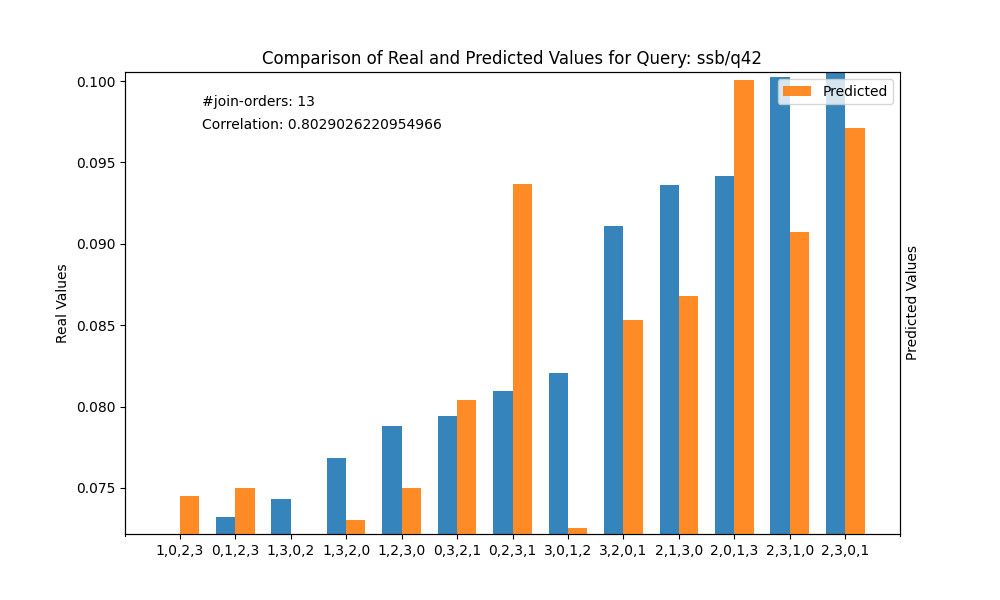 Comparison of Real and Predicted Values for Query: ssb/q42
#join-orders: 13
Correlation: 0.8029026220954966
Predicted
0.100
0.095
0.090
0.085
0.080
0.075
Real Values
Predicted Values
1,0,2,3 0,1,2,3 1,3,0,2 1,3,2,0 1,2,3,0 0,3,2,1 0,2,3,1 3,0,1,2 3,2,0,1 2,1,3,0 2,0,1,3 2,3,1,0 2,3,0,1